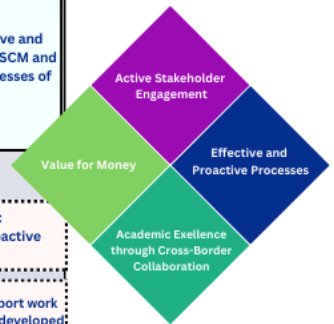 ve and
SCM and
esses of
Active Stakeholder
Engagement
Value for Money
Effective and
Proactive Processes
Academic Exellence
through Cross-Border
Collaboration
active
port work
developed